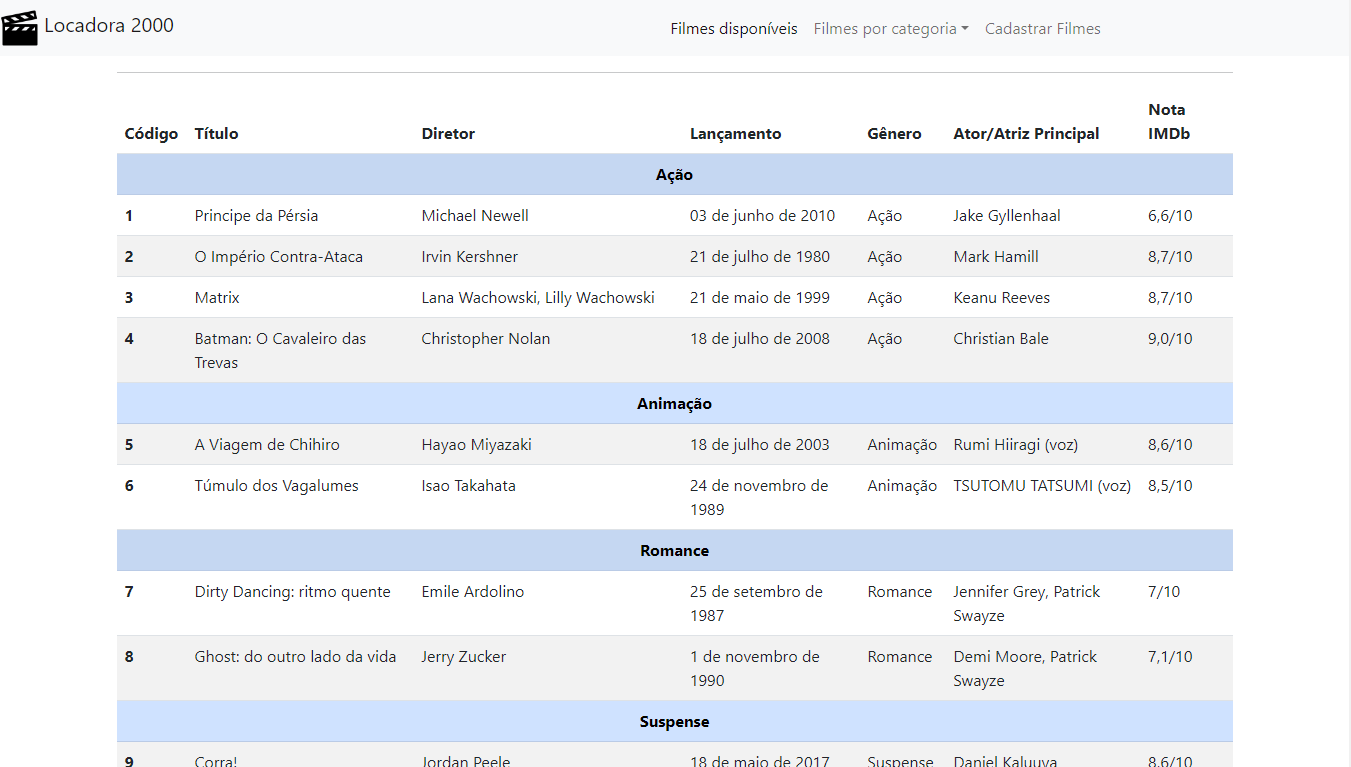 Locadora 2000
Filmes disponíveis Filmes por categoria Cadastrar Filmes
Código Título Diretor Lançamento Gênero Ator/Atriz Principal Nota IMDb
Ação
1 Principe da Pérsia Michael Newell 03 de junho de 2010 Ação Jake Gyllenhaal 6,6/10
2 O Império Contra-Ataca Irvin Kershner 21 de julho de 1980 Ação Mark Hamill 8,7/10
3 Matrix Lana Wachowski, Lilly Wachowski 21 de maio de 1999 Ação Keanu Reeves 8,7/10
4 Batman: O Cavaleiro das Trevas Christopher Nolan 18 de julho de 2008 Ação Christian Bale 9,0/10
Animação
5 A Viagem de Chihiro Hayao Miyazaki 18 de julho de 2003 Animação Rumi Hiiragi (voz) 8,6/10
6 Túmulo dos Vagalumes Isao Takahata 24 de novembro de 1989 Animação TSUTOMU TATSUMI (voz) 8,5/10
Romance
7 Dirty Dancing: ritmo quente Emile Ardolino 25 de setembro de 1987 Romance Jennifer Grey, Patrick Swayze 7/10
8 Ghost: do outro lado da vida Jerry Zucker 1 de novembro de 1990 Romance Demi Moore, Patrick Swayze 7,1/10
Suspense
9 Corra! Jordan Peele 18 de maio de 2017 Suspense Daniel Kaluuya 8,6/10